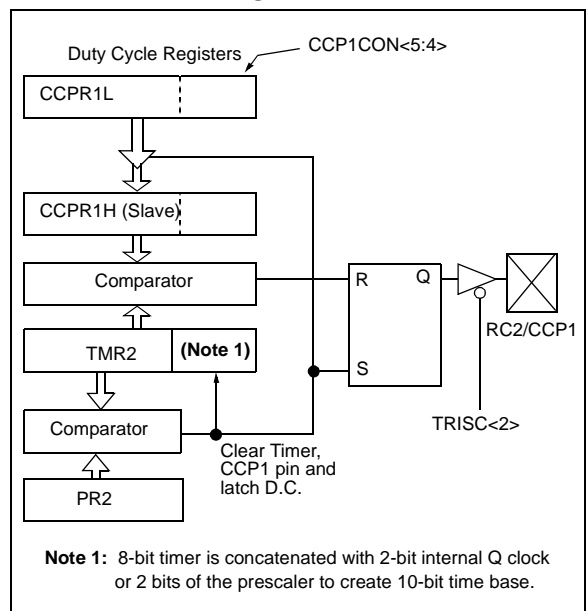 Duty Cycle Registers
CCP1CON<5:4>
CCPR1L
CCPR1H (Slave)
Comparator
R
Q
RC2/CCP1
TMR2
(Note 1)
S
TRISC<2>
Comparator
Clear Timer,
CCP1 pin and
latch D.C.
PR2
Note 1: 8-bit timer is concatenated with 2-bit internal Q clock
or 2 bits of the prescaler to create 10-bit time base.